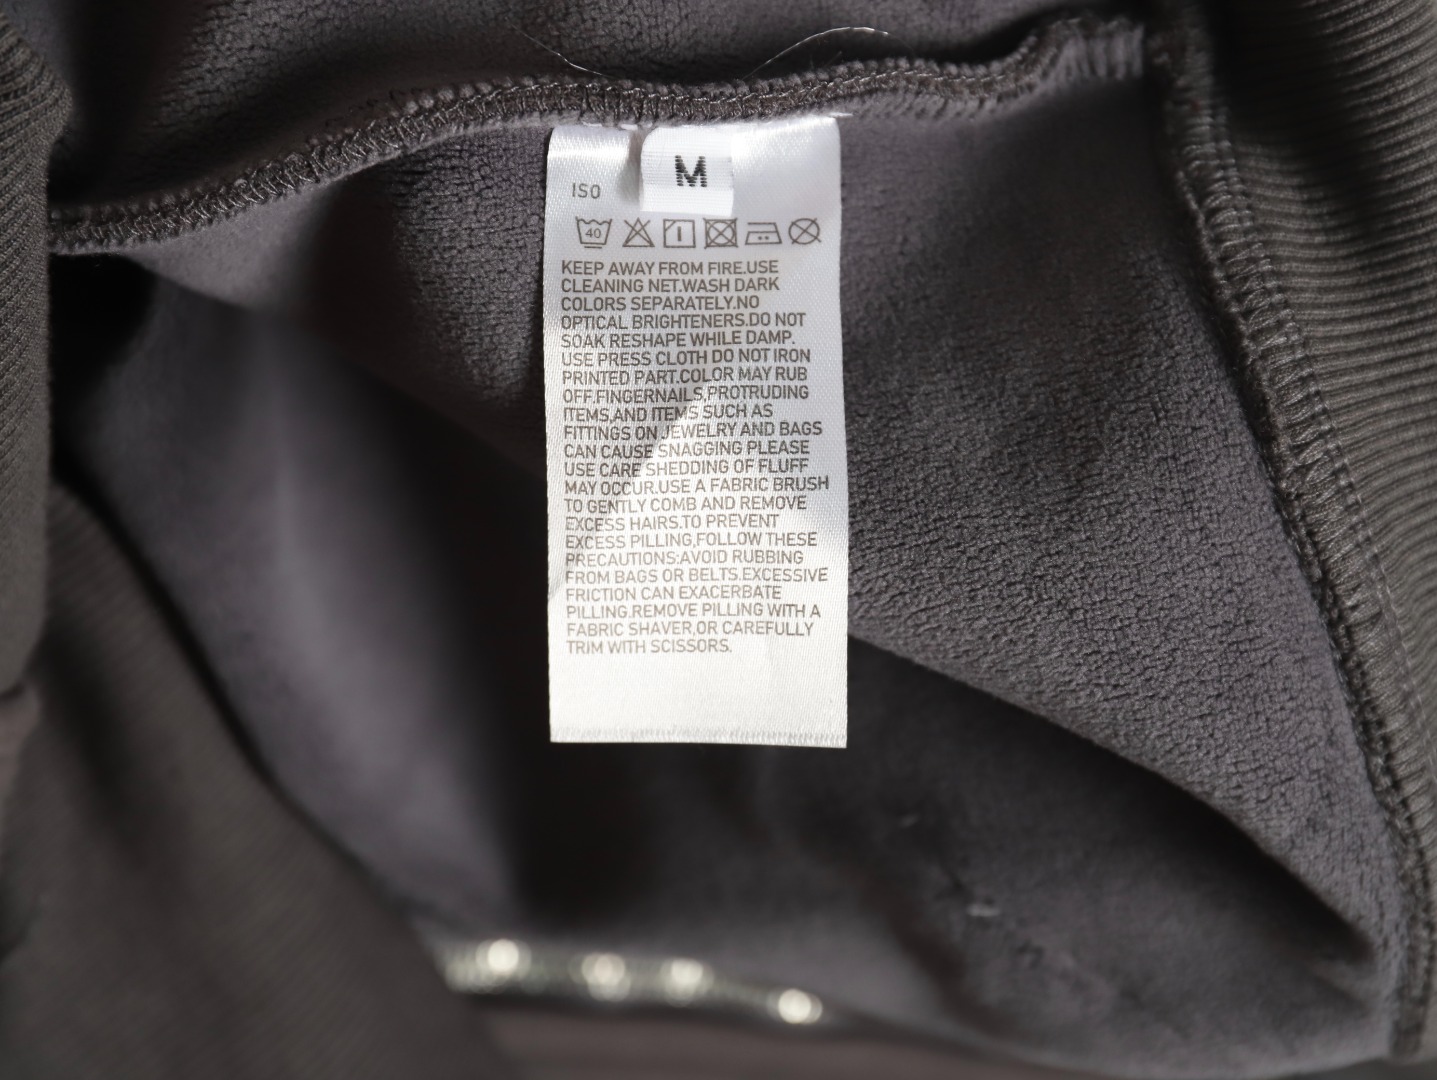 M
ISO
40
KEEP AWAY FROM FIRE.USE
CLEANING NET.WASH DARK
COLORS SEPARATELY.NO
OPTICAL BRIGHTENERS.DO NOT
SOAK RESHAPE WHILE DAMP.
USE PRESS CLOTH DO NOT IRON
PRINTED PART.COLOR MAY RUB
OFF.FINGERNAILS,PROTRUDING
ITEMS,AND ITEMS SUCH AS
FITTINGS ON JEWELRY AND BAGS
CAN CAUSE SNAGGING PLEASE
USE CARE SHEDDING OF FLUFF
MAY OCCUR.USE A FABRIC BRUSH
TO GENTLY COMB AND REMOVE
EXCESS HAIRS.TO PREVENT
EXCESS PILLING,FOLLOW THESE
PRECAUTIONS:AVOID RUBBING
FROM BAGS OR BELTS.EXCESSIVE
FRICTION CAN EXACERBATE
PILLING.REMOVE PILLING WITH A
FABRIC SHAVER,OR CAREFULLY
TRIM WITH SCISSORS.